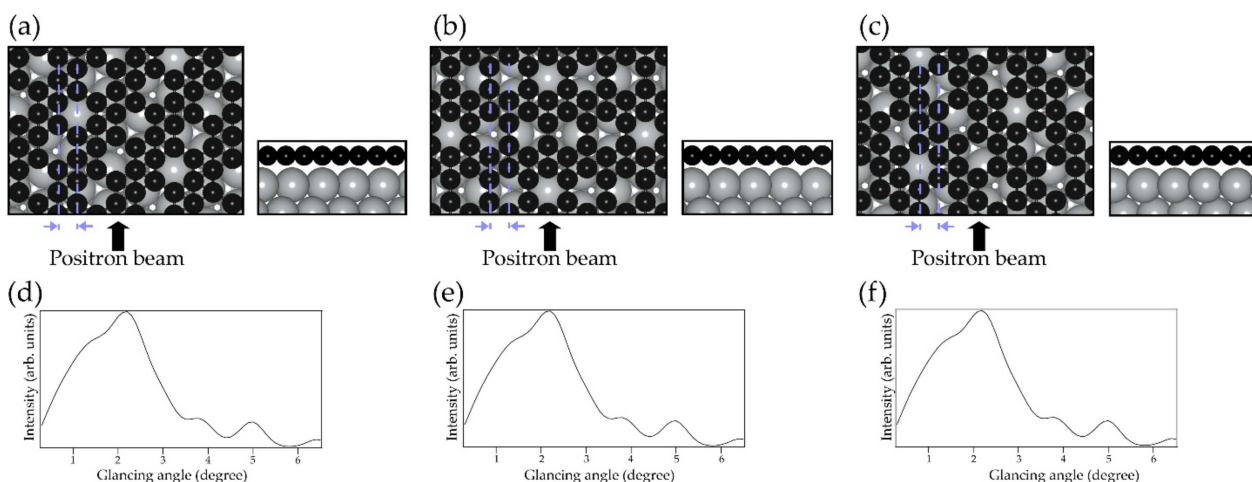 (a)
(b)
(c)
Positron beam
Positron beam
Positron beam
(d)
(e)
(f)
Intensity (arb. units)
1 2 3 4 5 6
Glancing angle (degree)
Intensity (arb. units)
1 2 3 4 5 6
Glancing angle (degree)
Intensity (arb. units)
1 2 3 4 5 6
Glancing angle (degree)